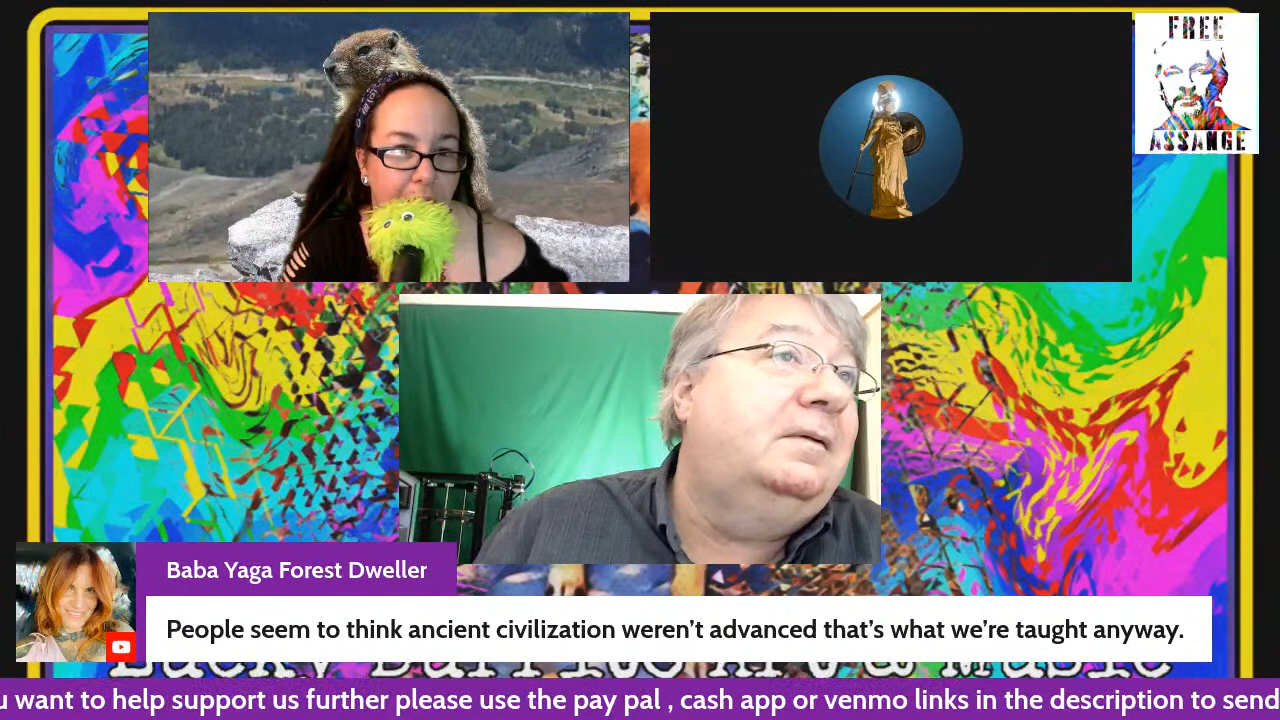 FREE
ASSANGE
Baba Yaga Forest Dweller
People seem to think ancient civilization weren't advanced that's what we're taught anyway.
want to help support us further please use the pay pal , cash app or venmo links in the description to send